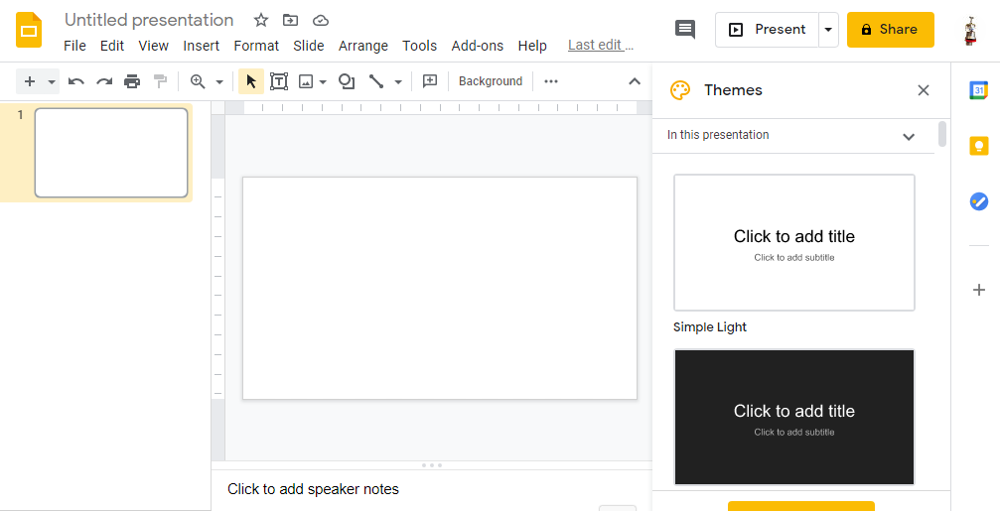 Untitled presentation
File Edit View Insert Format Slide Arrange Tools Add-ons Help Last edit ...
Present
Share
Background
Themes
In this presentation
1
31
Click to add title
Click to add subtitle
Simple Light
Click to add title
Click to add subtitle
Click to add speaker notes